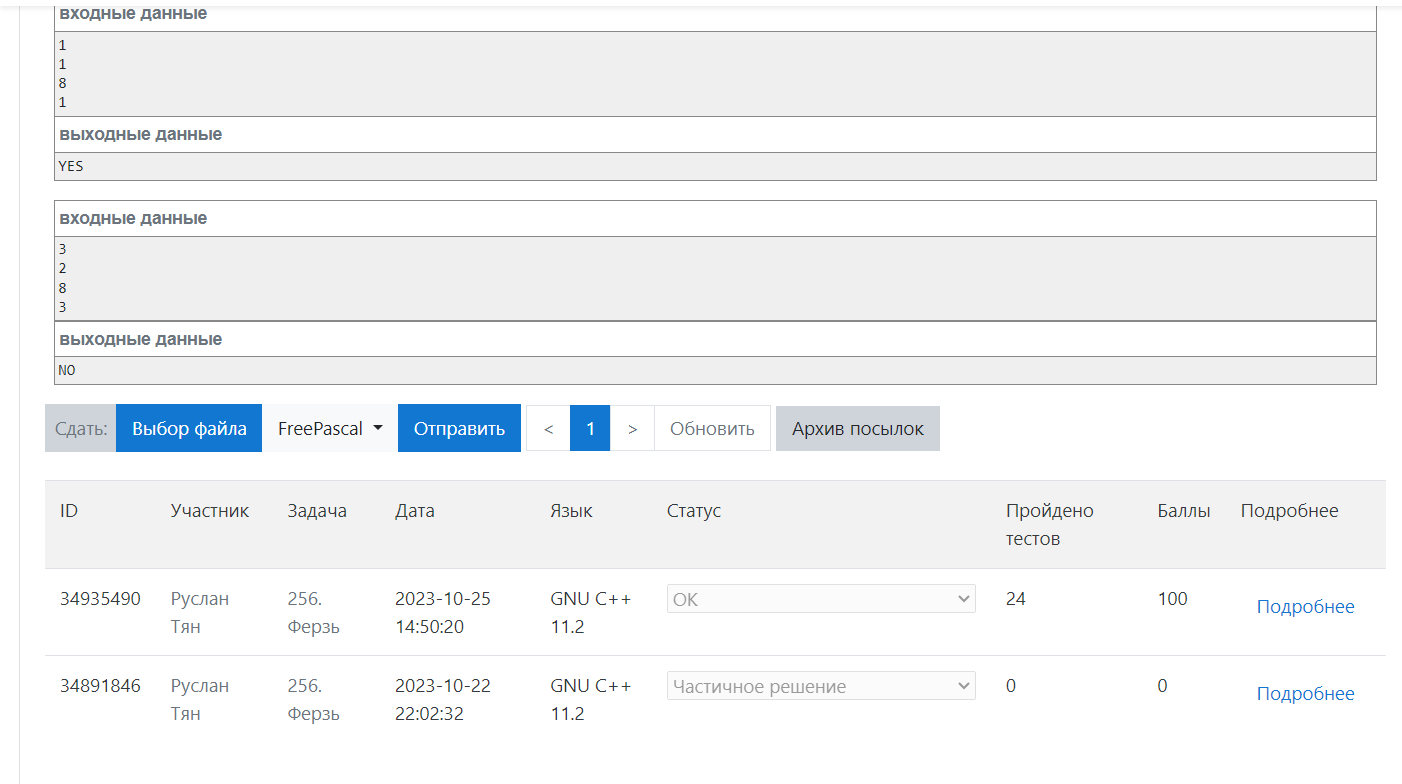 входные данные
1
1
8
1
выходные данные
YES
входные данные
3
2
8
3
выходные данные
NO
Сдать: Выбор файла FreePascal Отправить < 1 > Обновить Архив посылок
ID Участник Задача Дата Язык Статус Пройдено тестов Баллы Подробнее
34935490 Руслан Тян 256. Ферзь 2023-10-25 14:50:20 GNU C++ 11.2 OK 24 100 Подробнее
34891846 Руслан Тян 256. Ферзь 2023-10-22 22:02:32 GNU C++ 11.2 Частичное решение 0 0 Подробнее